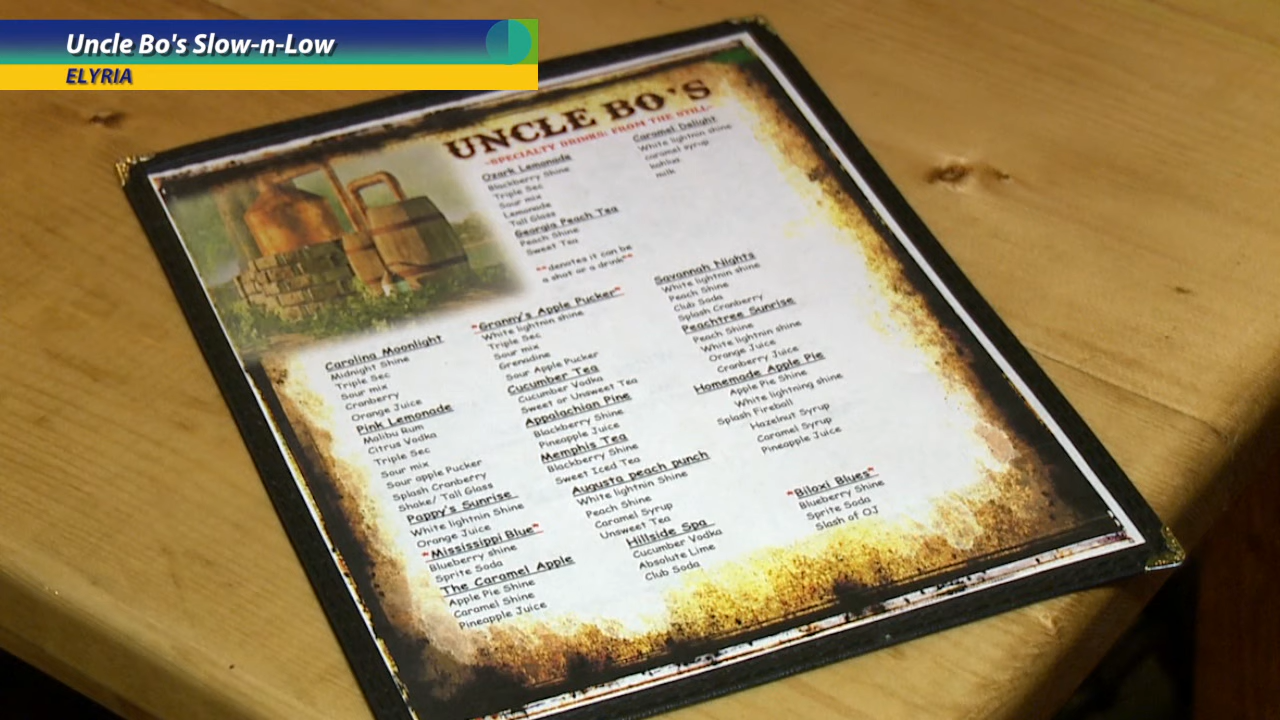 Uncle Bo's Slow-n-Low
ELYRIA
UNCLE BO'S
-SPECIALTY DRINKS: FROM THE STILL-
Ozark Lemonade
Blackberry Shine
Triple Sec
Sour mix
Lemonade
Tall Glass
Georgia Peach Tea
Peach Shine
Sweet Tea
**denotes it can be
a shot or a drink**
Caramel Delight
White lightnin shine
caramel syrup
kahlua
milk
Carolina Moonlight
Midnight Shine
Triple Sec
Sour mix
Cranberry
Orange Juice
Pink Lemonade
Malibu Rum
Citrus Vodka
Triple Sec
Sour mix
Sour apple Pucker
Splash Cranberry
Shake/ Tall Glass
Pappy's Sunrise
White lightnin Shine
Orange Juice
*Mississippi Blue*
Blueberry shine
Sprite Soda
The Caramel Apple
Apple Pie Shine
Caramel Shine
Pineapple Juice
*Granny's Apple Pucker*
White lightnin shine
Triple Sec
Sour mix
Grenadine
Sour Apple Pucker
Cucumber Tea
Cucumber Vodka
Sweet or Unsweet Tea
Appalachian Pine
Blackberry Shine
Pineapple Juice
Memphis Tea
Blackberry Shine
Sweet Iced Tea
Augusta peach punch
White lightnin Shine
Peach Shine
Caramel Syrup
Unsweet Tea
Hillside Spa
Cucumber Vodka
Absolute Lime
Club Soda
Savannah Nights
White lightnin shine
Peach Shine
Club Soda
Splash Cranberry
Peachtree Sunrise
Peach Shine
White lightnin shine
Orange Juice
Cranberry Juice
Homemade Apple Pie
Apple Pie Shine
White lightning shine
Splash Fireball
Hazelnut Syrup
Caramel Syrup
Pineapple Juice
*Biloxi Blues*
Blueberry Shine
Sprite Soda
Slash of OJ